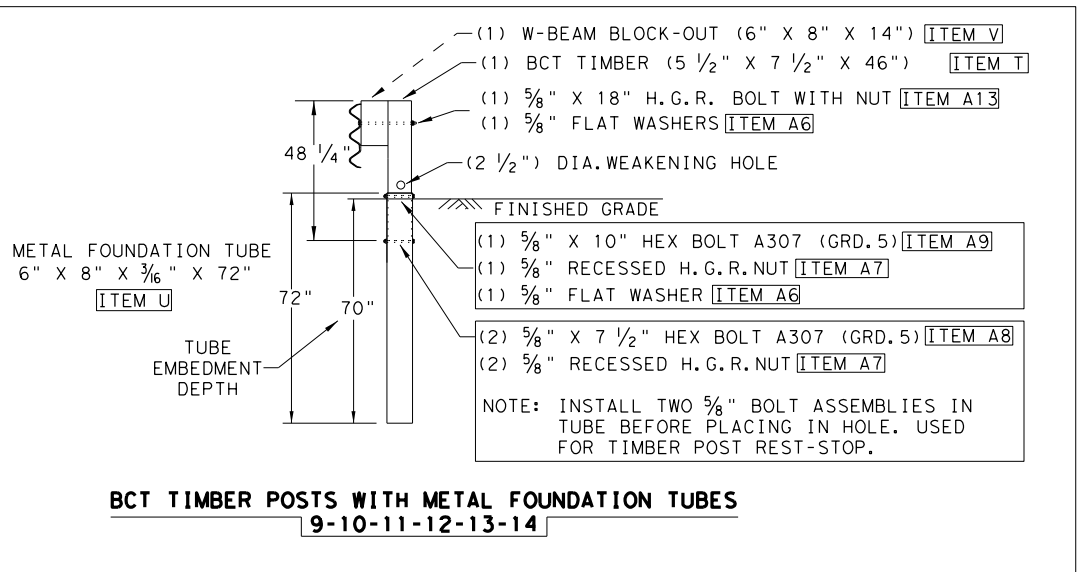 (1) W-BEAM BLOCK-OUT (6" X 8" X 14") ITEM V
(1) BCT TIMBER (5 1/2" X 7 1/2" X 46") ITEM T
(1) 5/8" X 18" H.G.R. BOLT WITH NUT ITEM A13
(1) 5/8" FLAT WASHERS ITEM A6
48 1/4"
(2 1/2") DIA.WEAKENING HOLE
FINISHED GRADE
(1) 5/8" X 10" HEX BOLT A307 (GRD.5) ITEM A9
(1) 5/8" RECESSED H.G.R.NUT ITEM A7
(1) 5/8" FLAT WASHER ITEM A6
METAL FOUNDATION TUBE
6" X 8" X 3/16" X 72"
ITEM U
72"
70"
TUBE
EMBEDMENT
DEPTH
(2) 5/8" X 7 1/2" HEX BOLT A307 (GRD.5) ITEM A8
(2) 5/8" RECESSED H.G.R.NUT ITEM A7
NOTE: INSTALL TWO 5/8" BOLT ASSEMBLIES IN
TUBE BEFORE PLACING IN HOLE. USED
FOR TIMBER POST REST-STOP.
BCT TIMBER POSTS WITH METAL FOUNDATION TUBES
9-10-11-12-13-14